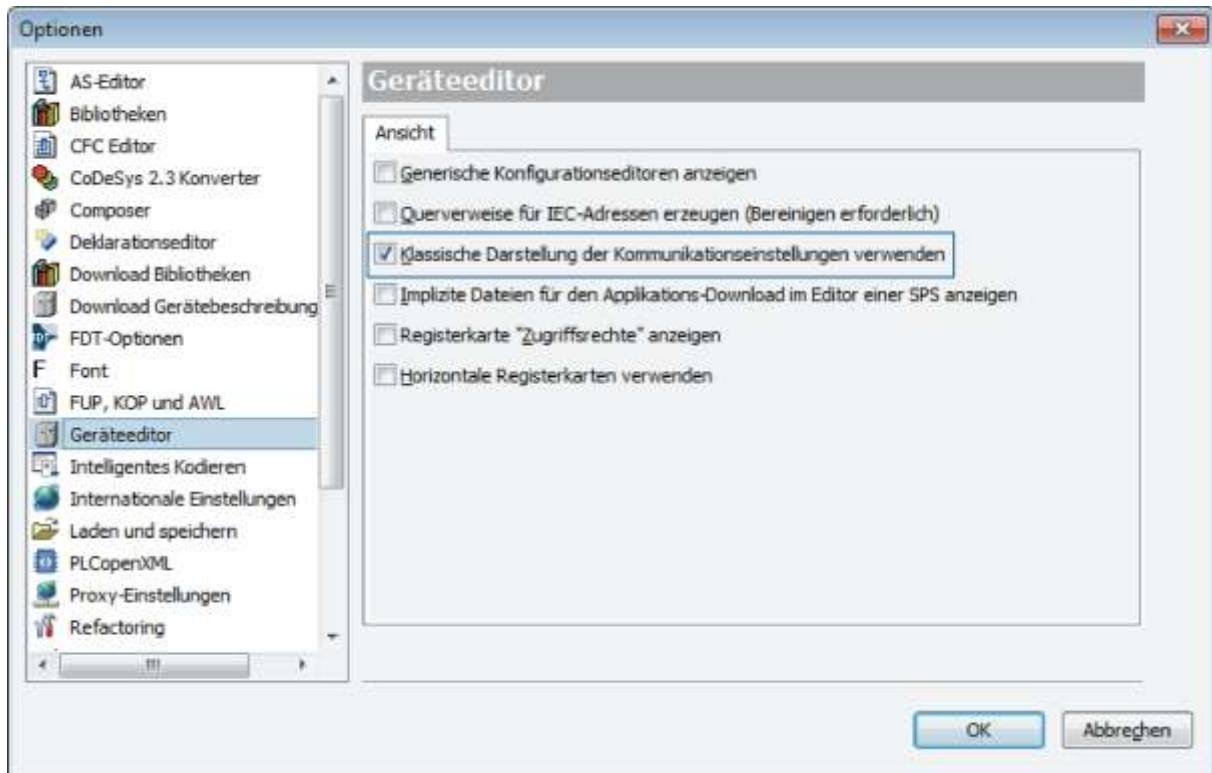 Optionen
AS-Editor
Bibliotheken
CFC Editor
CoDeSys 2.3 Konverter
Composer
Deklarationseditor
Download Bibliotheken
Download Gerätebeschreibung
FDT-Optionen
F Font
FUP, KOP und AWL
Geräteeditor
Intelligentes Kodieren
Internationale Einstellungen
Laden und speichern
PLCopenXML
Proxy-Einstellungen
Refactoring
Geräteeditor
Ansicht
Generische Konfigurationseditoren anzeigen
Querverweise für IEC-Adressen erzeugen (Bereinigen erforderlich)
Klassische Darstellung der Kommunikationseinstellungen verwenden
Implizite Dateien für den Applikations-Download im Editor einer SPS anzeigen
Registerkarte "Zugriffsrechte" anzeigen
Horizontale Registerkarten verwenden
OK
Abbrechen